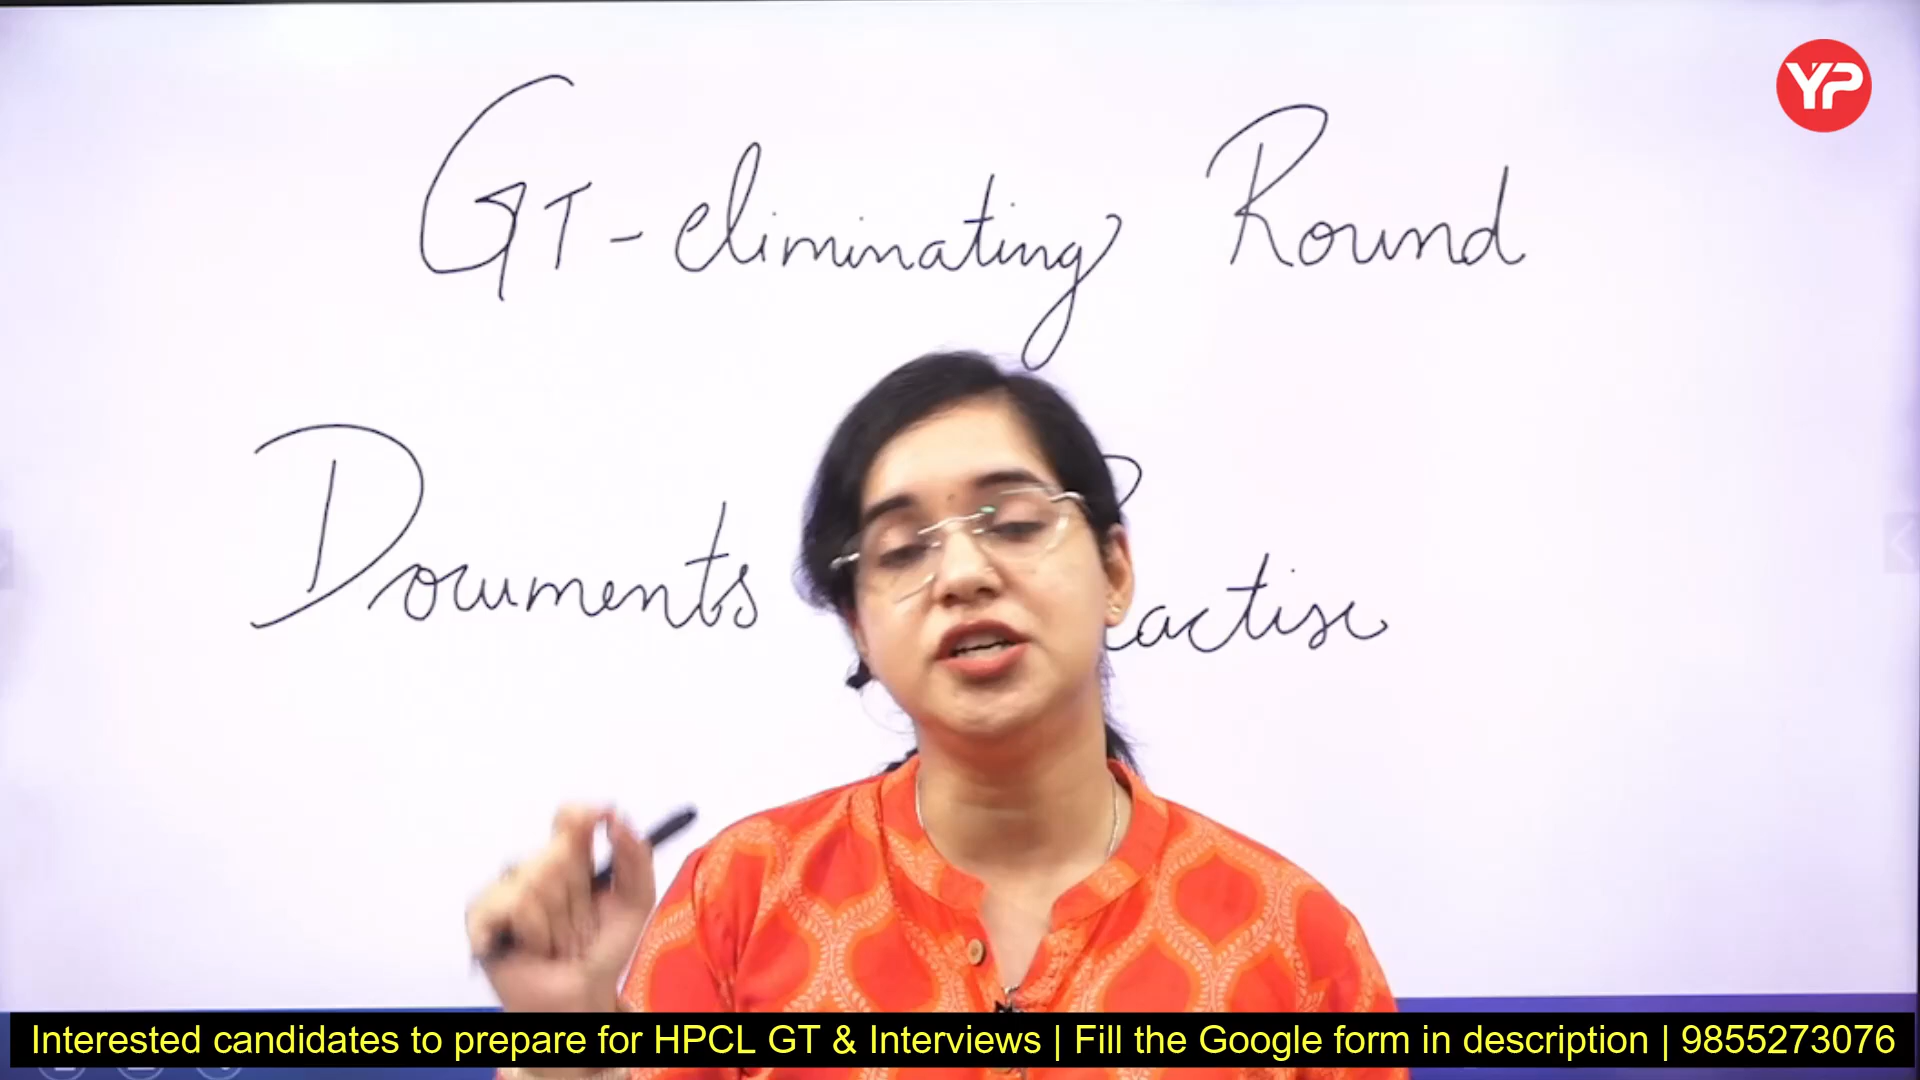 YP
GT - eliminating Round
Documents actise
Interested candidates to prepare for HPCL GT & Interviews | Fill the Google form in description | 9855273076